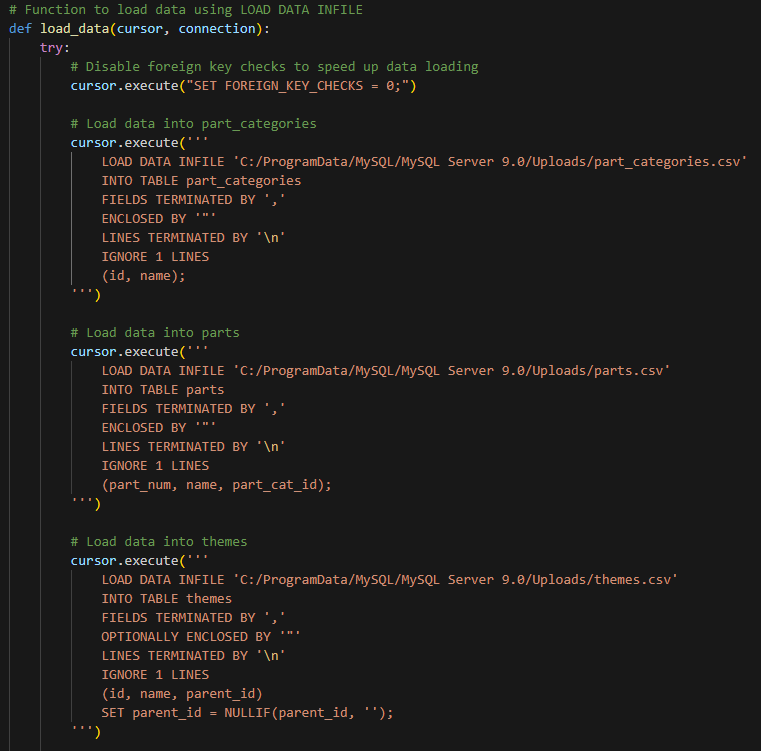 # Function to load data using LOAD DATA INFILE
def load_data(cursor, connection):
    try:
        # Disable foreign key checks to speed up data loading
        cursor.execute("SET FOREIGN_KEY_CHECKS = 0;")

        # Load data into part_categories
        cursor.execute('''
            LOAD DATA INFILE 'C:/ProgramData/MySQL/MySQL Server 9.0/Uploads/part_categories.csv'
            INTO TABLE part_categories
            FIELDS TERMINATED BY ','
            ENCLOSED BY '"'
            LINES TERMINATED BY '\n'
            IGNORE 1 LINES
            (id, name);
        ''')

        # Load data into parts
        cursor.execute('''
            LOAD DATA INFILE 'C:/ProgramData/MySQL/MySQL Server 9.0/Uploads/parts.csv'
            INTO TABLE parts
            FIELDS TERMINATED BY ','
            ENCLOSED BY '"'
            LINES TERMINATED BY '\n'
            IGNORE 1 LINES
            (part_num, name, part_cat_id);
        ''')

        # Load data into themes
        cursor.execute('''
            LOAD DATA INFILE 'C:/ProgramData/MySQL/MySQL Server 9.0/Uploads/themes.csv'
            INTO TABLE themes
            FIELDS TERMINATED BY ','
            OPTIONALLY ENCLOSED BY '"'
            LINES TERMINATED BY '\n'
            IGNORE 1 LINES
            (id, name, parent_id)
            SET parent_id = NULLIF(parent_id, '');
        ''')